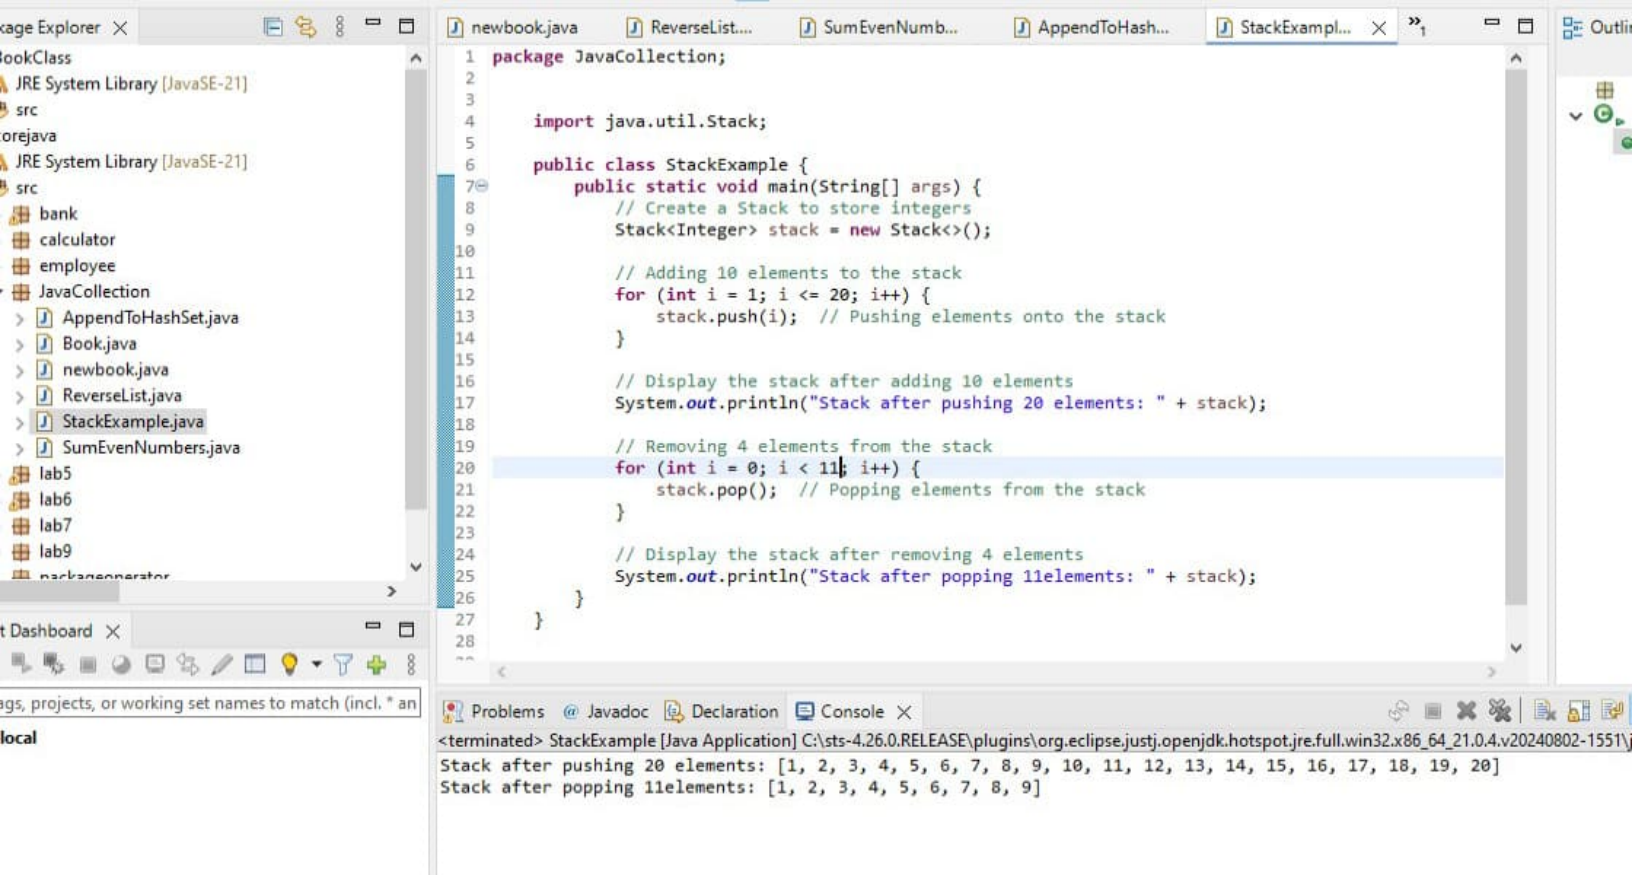 kage Explorer
BookClass
JRE System Library [JavaSE-21]
src
corejava
JRE System Library [JavaSE-21]
src
bank
calculator
employee
JavaCollection
AppendToHashSet.java
Book.java
newbook.java
ReverseList.java
StackExample.java
SumEvenNumbers.java
lab5
lab6
lab7
lab9
packageoperator
t Dashboard
ags, projects, or working set names to match (incl. * an
local
newbook.java ReverseList.... SumEvenNumb... AppendToHash... StackExampl... »1
1 package JavaCollection;
2
3
4 import java.util.Stack;
5
6 public class StackExample {
7 public static void main(String[] args) {
8 // Create a Stack to store integers
9 Stack<Integer> stack = new Stack<>();
10
11 // Adding 10 elements to the stack
12 for (int i = 1; i <= 20; i++) {
13 stack.push(i); // Pushing elements onto the stack
14 }
15
16 // Display the stack after adding 10 elements
17 System.out.println("Stack after pushing 20 elements: " + stack);
18
19 // Removing 4 elements from the stack
20 for (int i = 0; i < 11; i++) {
21 stack.pop(); // Popping elements from the stack
22 }
23
24 // Display the stack after removing 4 elements
25 System.out.println("Stack after popping 11elements: " + stack);
26 }
27 }
28
Outli
Problems @ Javadoc Declaration Console
<terminated> StackExample [Java Application] C:\sts-4.26.0.RELEASE\plugins\org.eclipse.justj.openjdk.hotspot.jre.full.win32.x86_64_21.0.4.v20240802-1551\j
Stack after pushing 20 elements: [1, 2, 3, 4, 5, 6, 7, 8, 9, 10, 11, 12, 13, 14, 15, 16, 17, 18, 19, 20]
Stack after popping 11elements: [1, 2, 3, 4, 5, 6, 7, 8, 9]